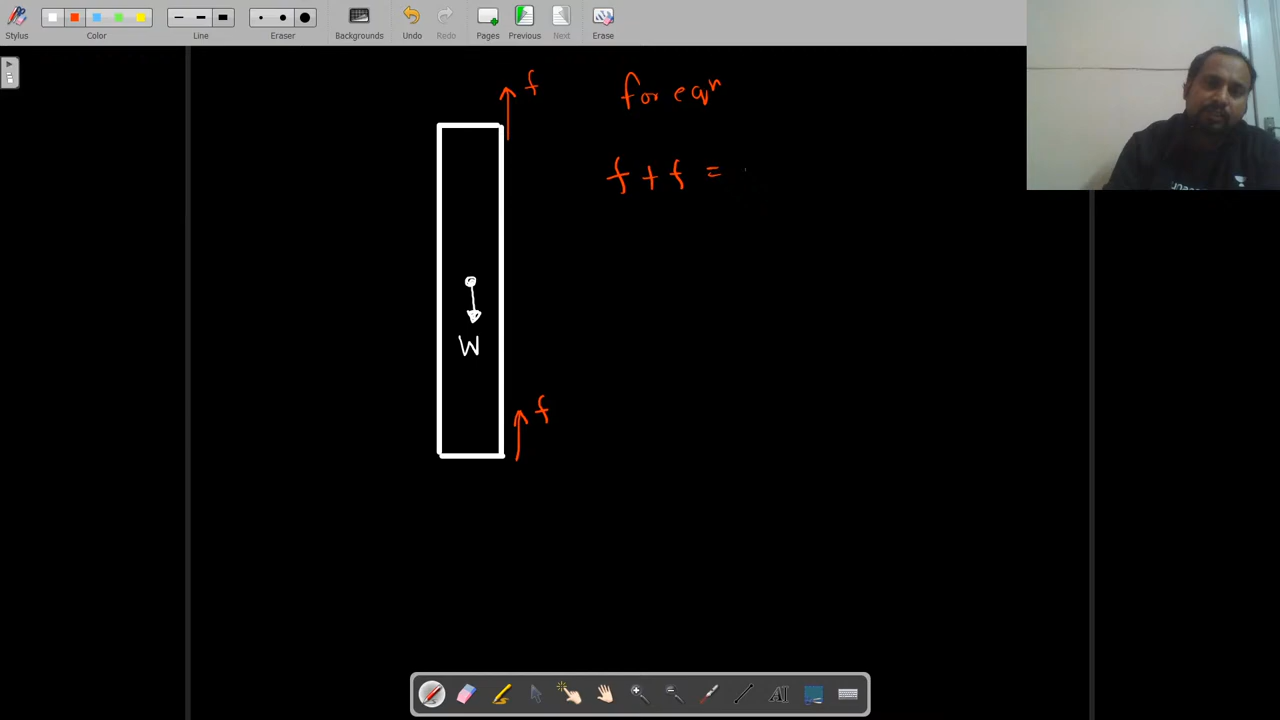 Stylus Color Line Eraser Backgrounds Undo Redo Pages Previous Next Erase
f
for eqⁿ
f + f =
W
f